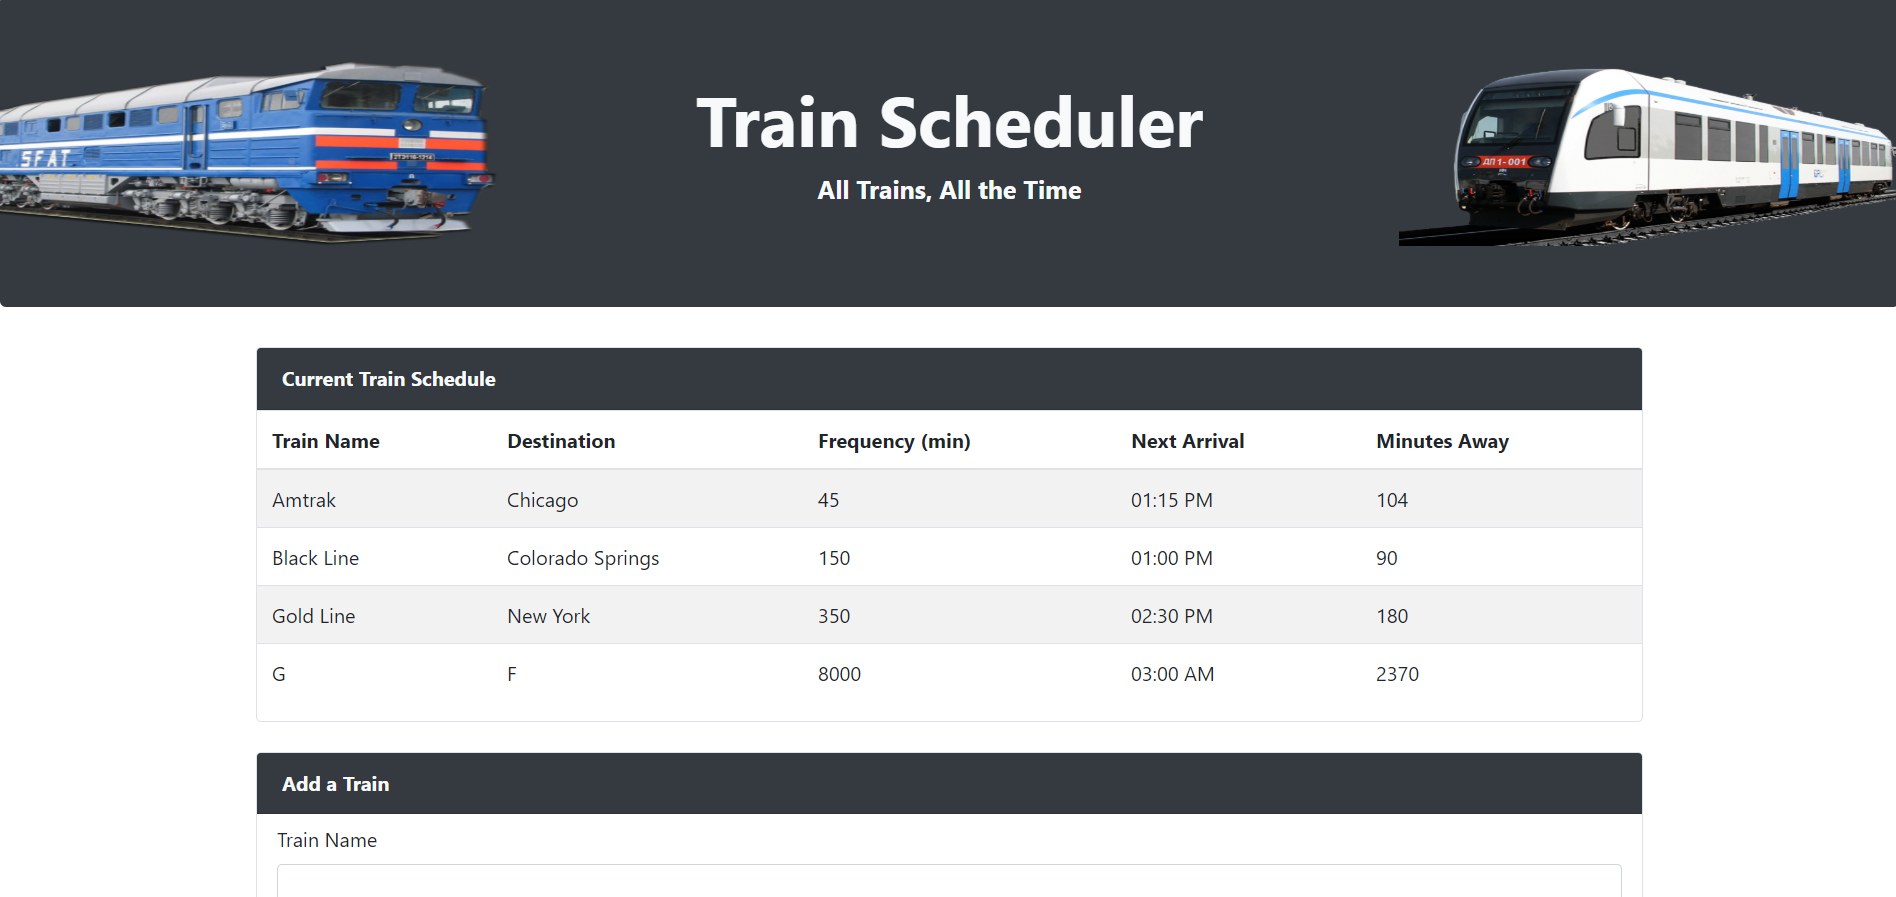 Train Scheduler
All Trains, All the Time
SFAT
ДП 1-001
Current Train Schedule
Train Name Destination Frequency (min) Next Arrival Minutes Away
Amtrak Chicago 45 01:15 PM 104
Black Line Colorado Springs 150 01:00 PM 90
Gold Line New York 350 02:30 PM 180
G F 8000 03:00 AM 2370
Add a Train
Train Name